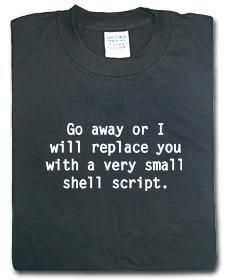 Go away or I
will replace you
with a very small
shell script.